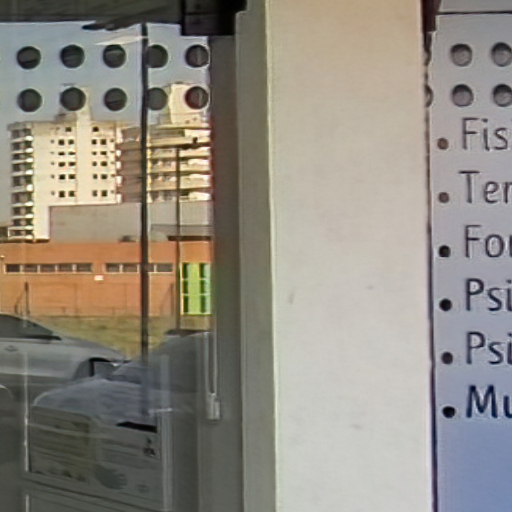 • Fis
• Ter
• For
• Psi
• Psi
• Mu